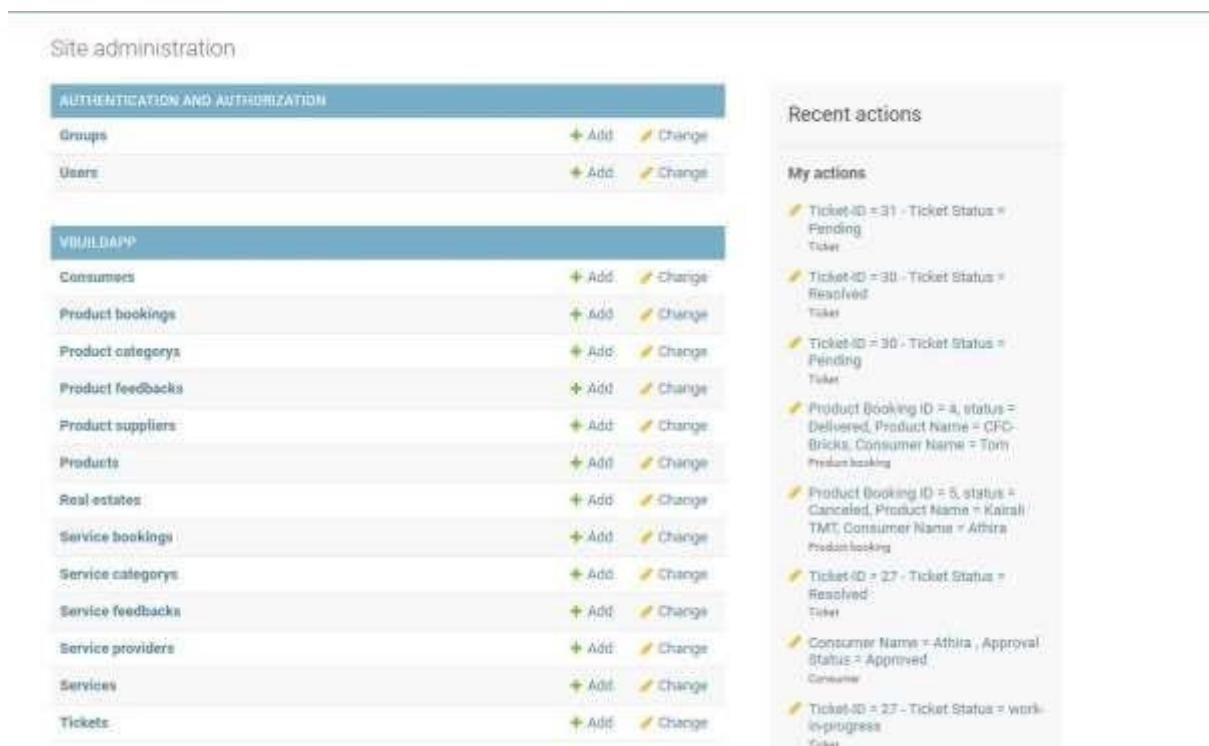 Site administration
AUTHENTICATION AND AUTHORIZATION
Groups + Add Change
Users + Add Change
VBUILDAPP
Consumers + Add Change
Product bookings + Add Change
Product categorys + Add Change
Product feedbacks + Add Change
Product suppliers + Add Change
Products + Add Change
Real estates + Add Change
Service bookings + Add Change
Service categorys + Add Change
Service feedbacks + Add Change
Service providers + Add Change
Services + Add Change
Tickets + Add Change
Recent actions
My actions
Ticket-ID = 31 - Ticket Status =
Pending
Ticket
Ticket-ID = 30 - Ticket Status =
Resolved
Ticket
Ticket-ID = 30 - Ticket Status =
Pending
Ticket
Product Booking ID = 4, status =
Delivered, Product Name = CFC-
Bricks, Consumer Name = Tom
Product booking
Product Booking ID = 5, status =
Canceled, Product Name = Kairali
TMT, Consumer Name = Athira
Product booking
Ticket-ID = 27 - Ticket Status =
Resolved
Ticket
Consumer Name = Athira , Approval
Status = Approved
Consumer
Ticket-ID = 27 - Ticket Status = work-
in-progress
Ticket